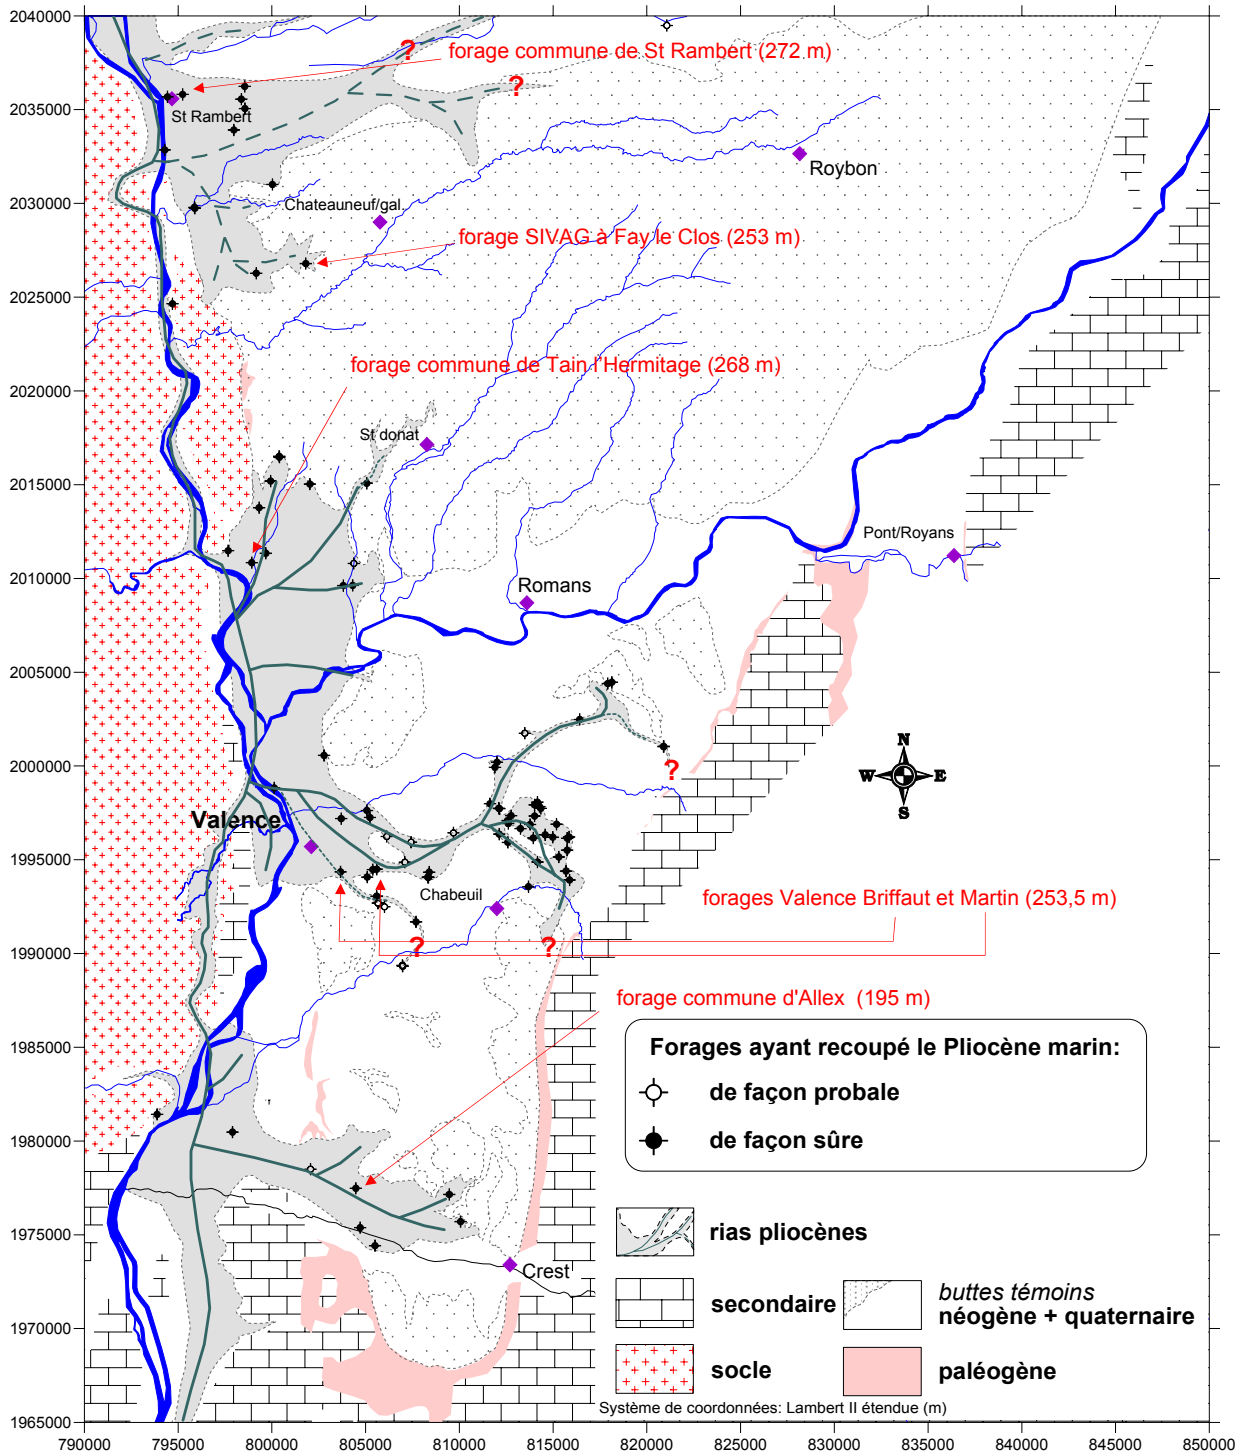 2040000
2035000
2030000
2025000
2020000
2015000
2010000
2005000
2000000
1995000
1990000
1985000
1980000
1975000
1970000
1965000
?
forage commune de St Rambert (272 m)
?
St Rambert
Roybon
Chateauneuf/gal.
forage SIVAG à Fay le Clos (253 m)
forage commune de Tain l'Hermitage (268 m)
St donat
Pont/Royans
Romans
N
W
E
S
?
Valence
Chabeuil
forages Valence Briffaut et Martin (253,5 m)
?
?
forage commune d'Allex (195 m)
Forages ayant recoupé le Pliocène marin:
de façon probale
de façon sûre
rias pliocènes
Crest
secondaire
buttes témoins
néogène + quaternaire
socle
paléogène
Système de coordonnées: Lambert II étendue (m)
790000 795000 800000 805000 810000 815000 820000 825000 830000 835000 840000 845000 850000